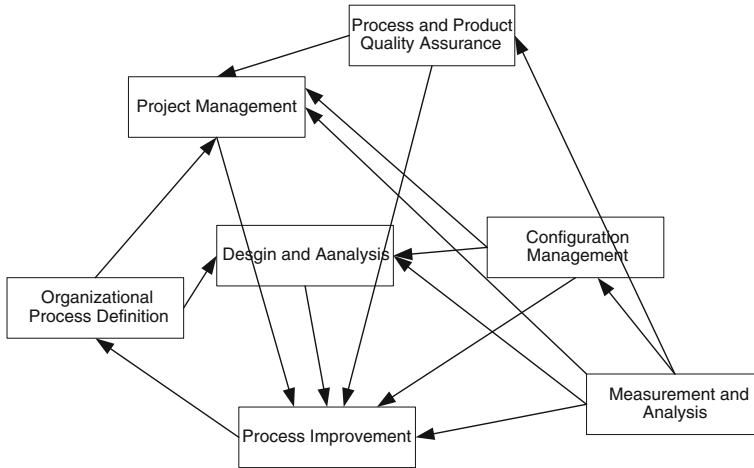 Process and Product
Quality Assurance
Project Management
Desgin and Aanalysis
Configuration
Management
Organizational
Process Definition
Measurement and
Analysis
Process Improvement